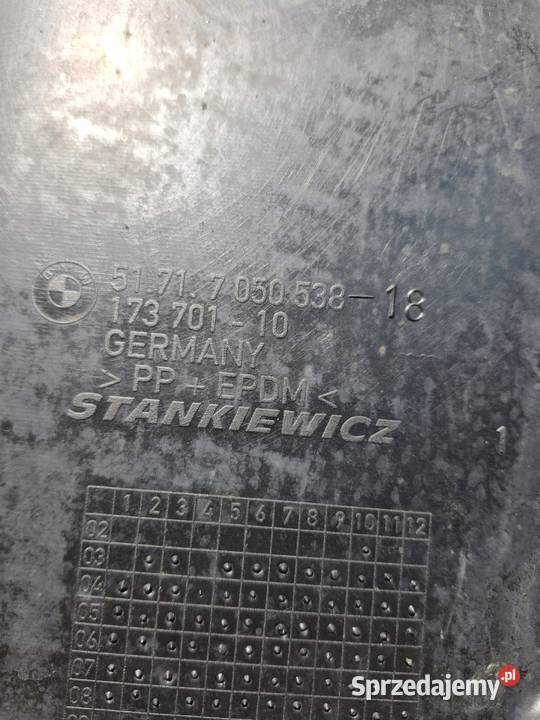 BMW
51.71.7 050 538 - 18
173 701 - 10
GERMANY
> PP + EPDM <
STANKIEWICZ
1
1 2 3 4 5 6 7 8 9 10 11 12
02
03
04
05
06
07
08
Sprzedajemy.pl